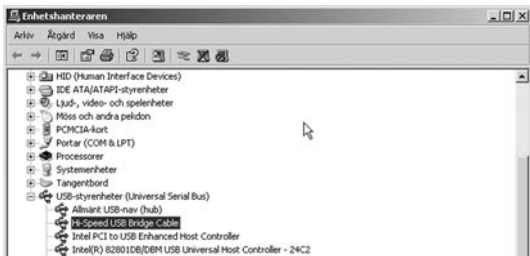 Enhetshanteraren
Arkiv Åtgärd Visa Hjälp
HID (Human Interface Devices)
IDE ATA/ATAPI-styrenheter
Ljud-, video- och spelenheter
Möss och andra pekdon
PCMCIA-kort
Portar (COM & LPT)
Processorer
Systemenheter
Tangentbord
USB-styrenheter (Universal Serial Bus)
Allmänt USB-nav (hub)
Hi-Speed USB Bridge Cable
Intel PCI to USB Enhanced Host Controller
Intel(R) 82801DB/DBM USB Universal Host Controller - 24C2